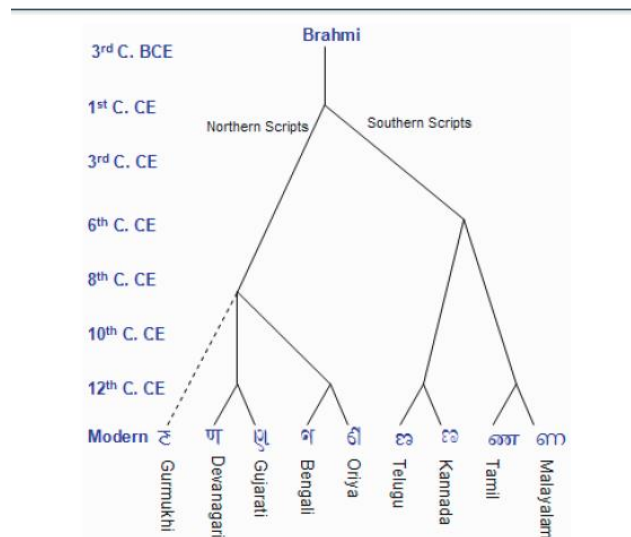 Brahmi
3rd C. BCE
1st C. CE
Northern Scripts
Southern Scripts
3rd C. CE
6th C. CE
8th C. CE
10th C. CE
12th C. CE
Modern ਣ ण ણ ণ ଣ ణ ಣ ண ണ
Gurmukhi
Devanagari
Gujarati
Bengali
Oriya
Telugu
Kannada
Tamil
Malayalam